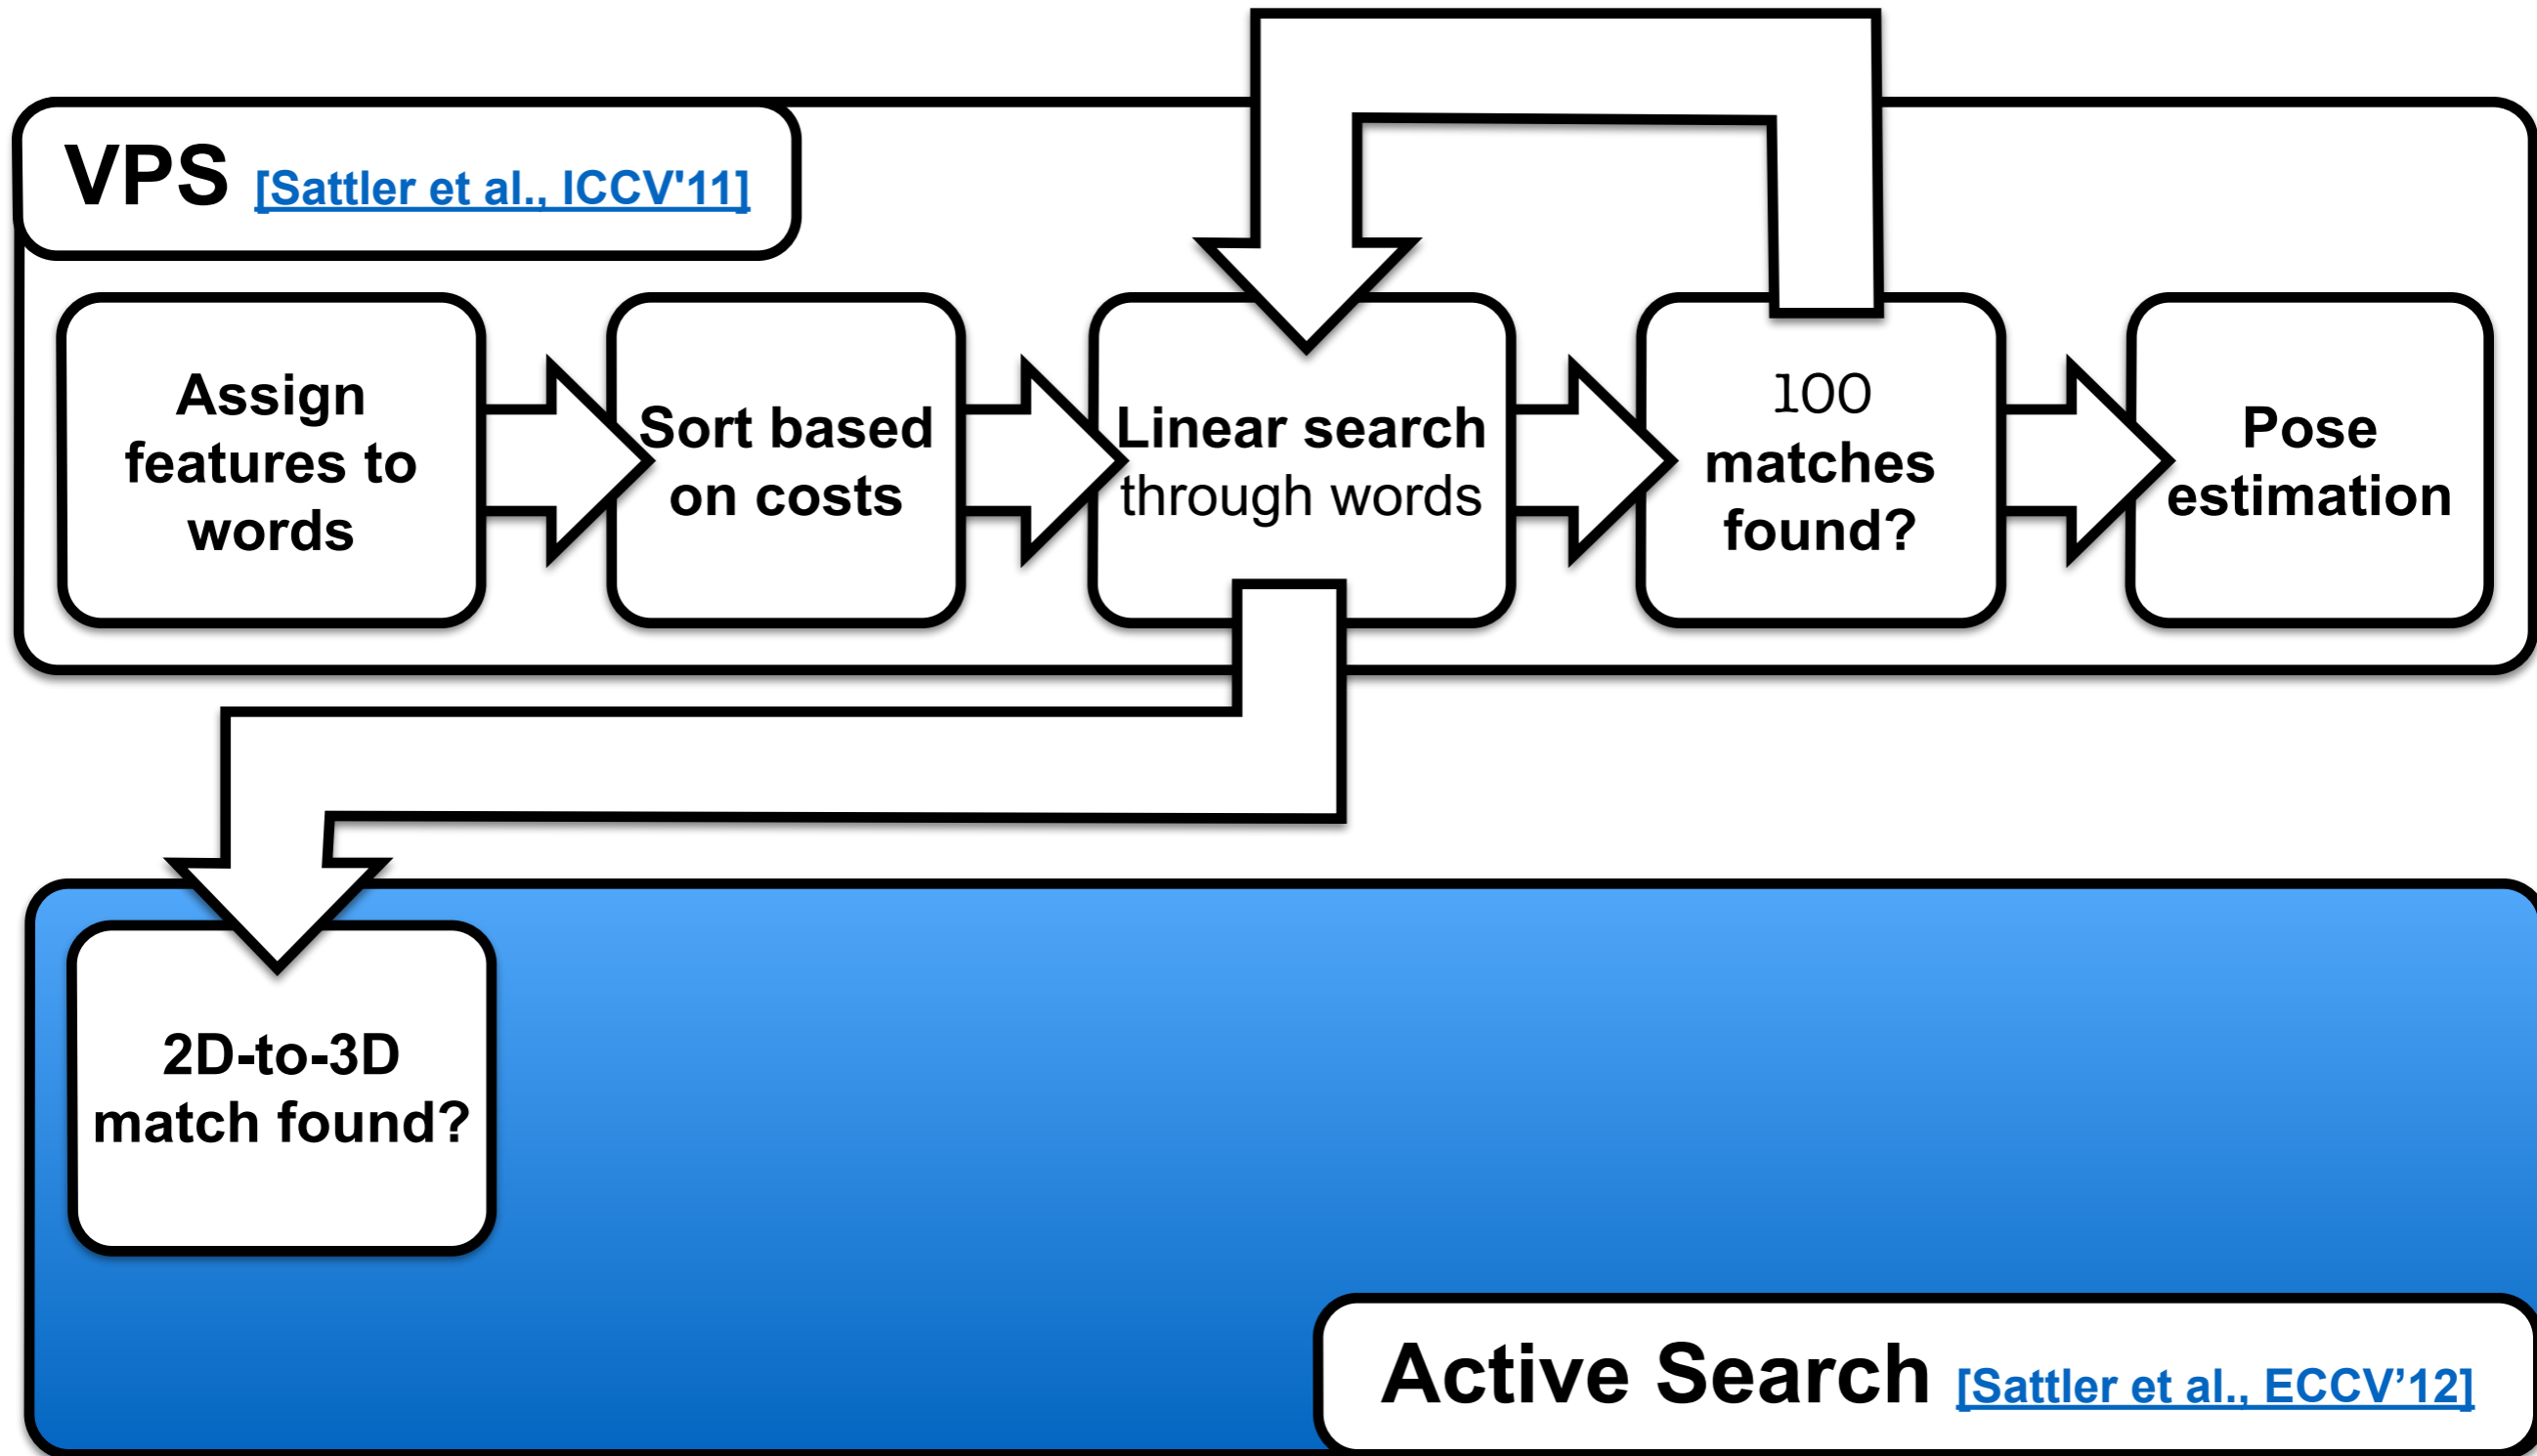 VPS [Sattler et al., ICCV'11]
Assign
features to
words
Sort based
on costs
Linear search
through words
100
matches
found?
Pose
estimation
2D-to-3D
match found?
Active Search [Sattler et al., ECCV’12]